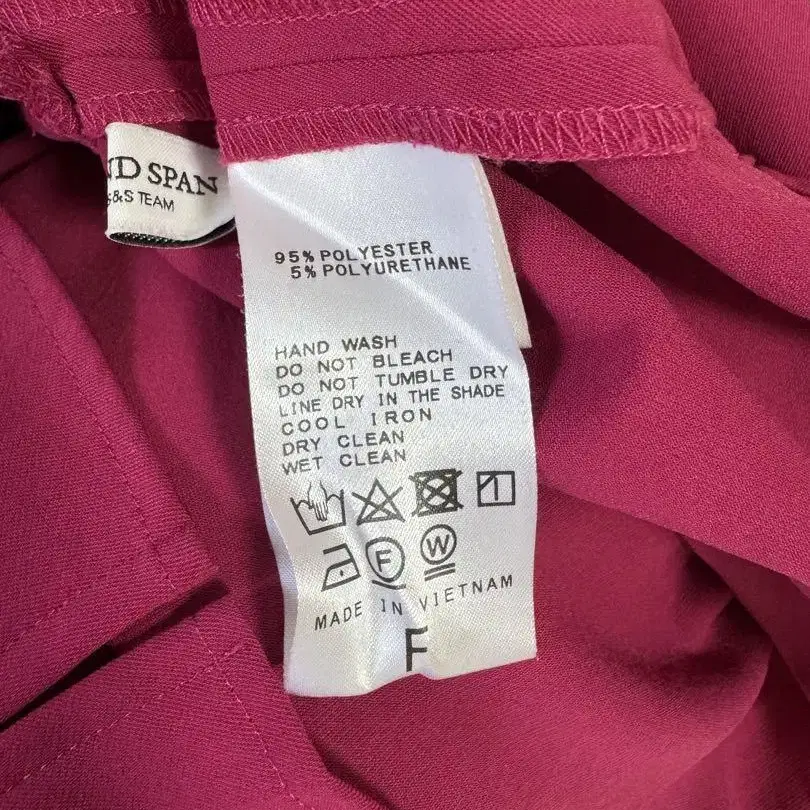 SPAN
&S TEAM
95% POLYESTER
5% POLYURETHANE
HAND WASH
DO NOT BLEACH
DO NOT TUMBLE DRY
LINE DRY IN THE SHADE
COOL IRON
DRY CLEAN
WET CLEAN
F
W
MADE IN VIETNAM
F